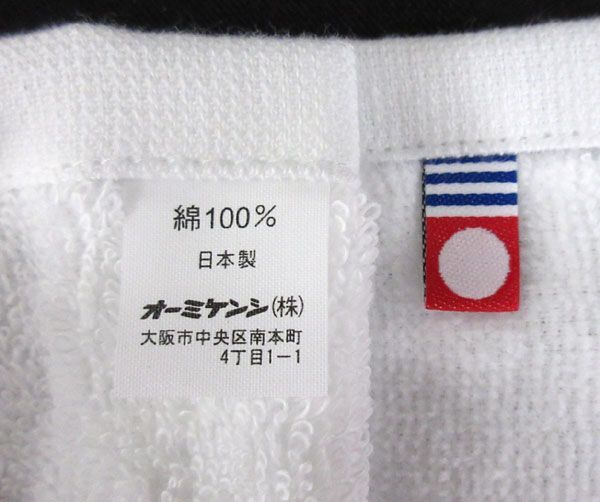 綿100%
日本製
オーミケンシ(株)
大阪市中央区南本町
4丁目1-1